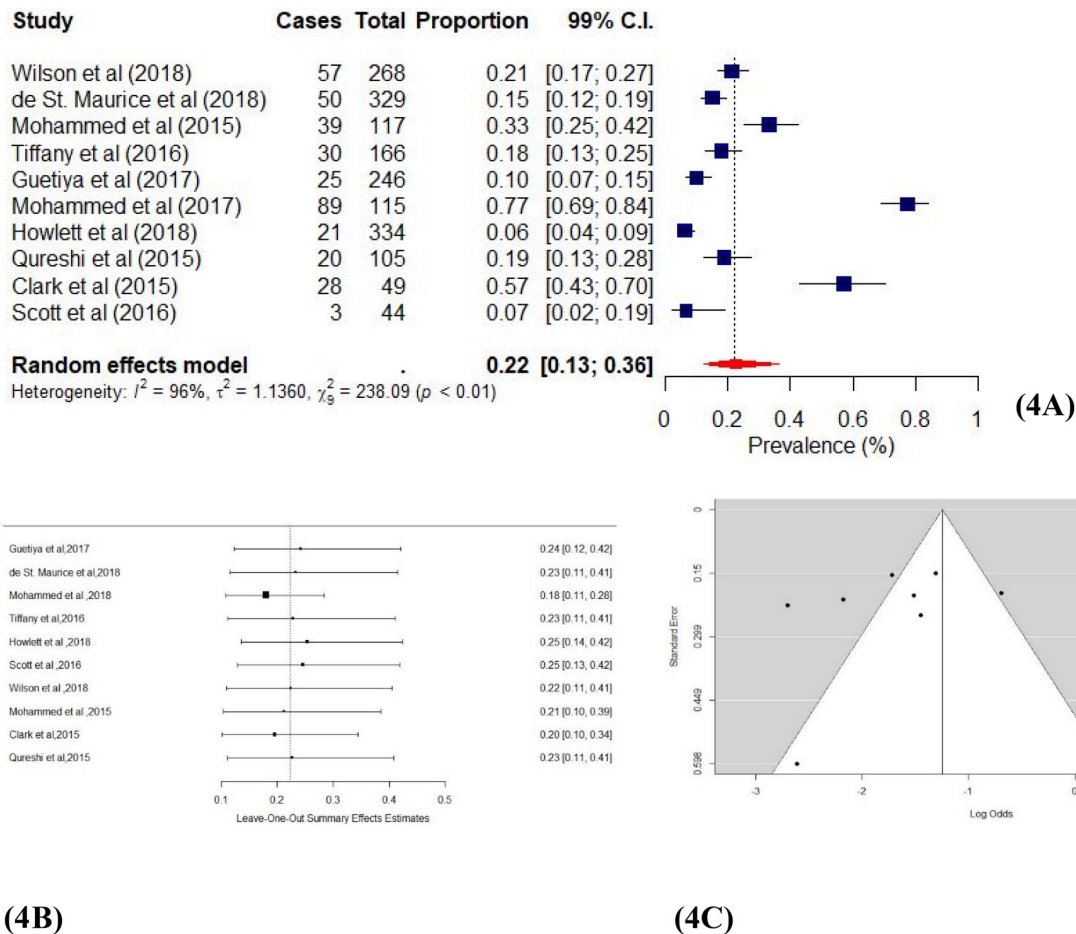 Study Cases Total Proportion 99% C.I.
Wilson et al (2018) 57 268 0.21 [0.17; 0.27]
de St. Maurice et al (2018) 50 329 0.15 [0.12; 0.19]
Mohammed et al (2015) 39 117 0.33 [0.25; 0.42]
Tiffany et al (2016) 30 166 0.18 [0.13; 0.25]
Guetiya et al (2017) 25 246 0.10 [0.07; 0.15]
Mohammed et al (2017) 89 115 0.77 [0.69; 0.84]
Howlett et al (2018) 21 334 0.06 [0.04; 0.09]
Qureshi et al (2015) 20 105 0.19 [0.13; 0.28]
Clark et al (2015) 28 49 0.57 [0.43; 0.70]
Scott et al (2016) 3 44 0.07 [0.02; 0.19]
Random effects model . 0.22 [0.13; 0.36]
Heterogeneity: I² = 96%, τ² = 1.1360, χ²₉ = 238.09 (p < 0.01)
0 0.2 0.4 0.6 0.8 1
Prevalence (%)
(4A)
Guetiya et al,2017 0.24 [0.12, 0.42]
de St. Maurice et al,2018 0.23 [0.11, 0.41]
Mohammed et al,2018 0.18 [0.11, 0.28]
Tiffany et al,2016 0.23 [0.11, 0.41]
Howlett et al,2018 0.25 [0.14, 0.42]
Scott et al,2016 0.25 [0.13, 0.42]
Wilson et al ,2018 0.22 [0.11, 0.41]
Mohammed et al,2015 0.21 [0.10, 0.39]
Clark et al,2015 0.20 [0.10, 0.34]
Qureshi et al,2015 0.23 [0.11, 0.41]
0.1 0.2 0.3 0.4 0.5
Leave-One-Out Summary Effects Estimates
(4B)
Standard Error
0
0.15
0.299
0.449
0.598
-3 -2 -1 0
Log Odds
(4C)